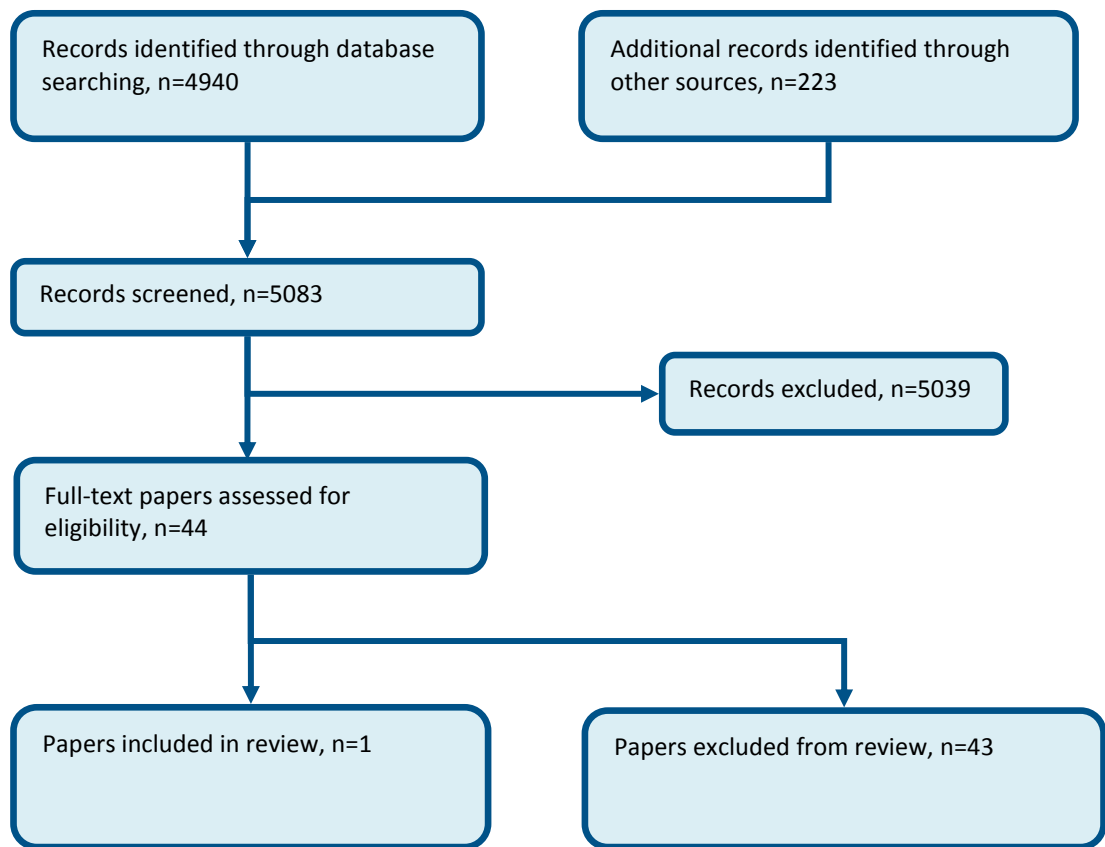 Records identified through database
searching, n=4940
Additional records identified through
other sources, n=223
Records screened, n=5083
Records excluded, n=5039
Full-text papers assessed for
eligibility, n=44
Papers included in review, n=1
Papers excluded from review, n=43